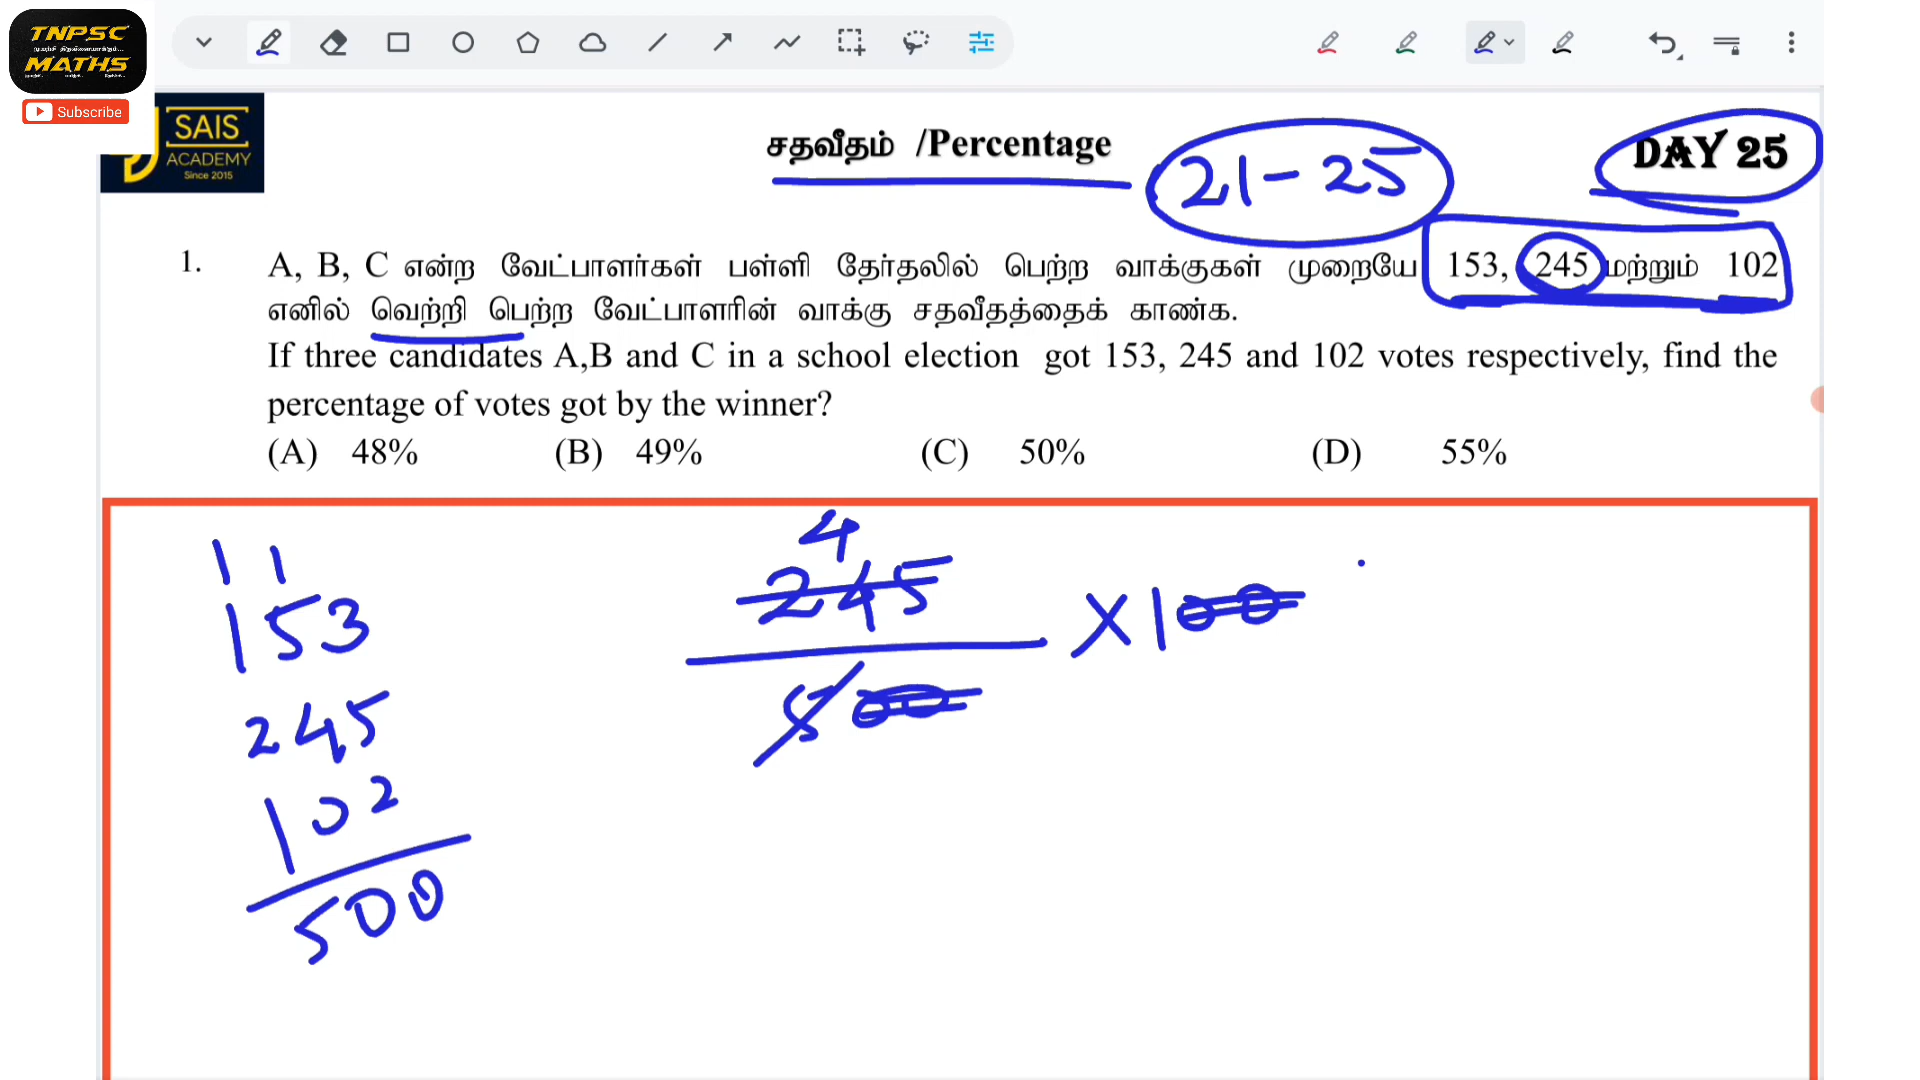 TNPSC
MATHS
Subscribe
SAIS
ACADEMY
Since 2015
சதவீதம் /Percentage
21-25
DAY 25
1. A, B, C என்ற வேட்பாளர்கள் பள்ளி தேர்தலில் பெற்ற வாக்குகள் முறையே 153, 245 மற்றும் 102
எனில் வெற்றி பெற்ற வேட்பாளரின் வாக்கு சதவீதத்தைக் காண்க.
If three candidates A,B and C in a school election got 153, 245 and 102 votes respectively, find the
percentage of votes got by the winner?
(A) 48% (B) 49% (C) 50% (D) 55%
1 1
153
245
102
500
4
245
500
X100